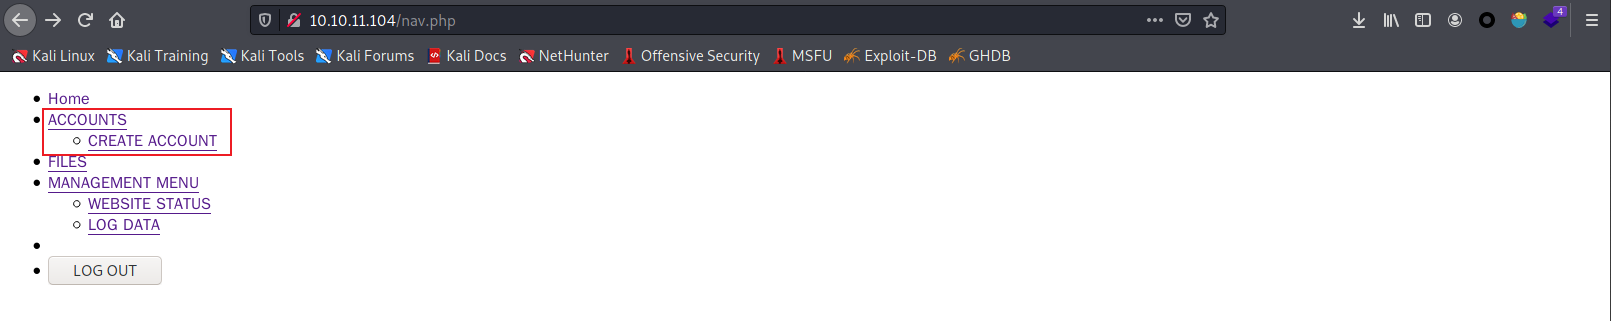 10.10.11.104/nav.php
4
Kali Linux Kali Training Kali Tools Kali Forums Kali Docs NetHunter Offensive Security MSFU Exploit-DB GHDB
Home
ACCOUNTS
CREATE ACCOUNT
FILES
MANAGEMENT MENU
WEBSITE STATUS
LOG DATA
LOG OUT